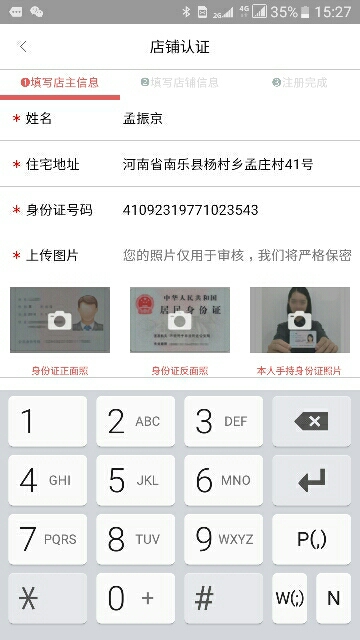 2G 4G 35% 15:27
店铺认证
❶填写店主信息 ❷填写店铺信息 ❸注册完成
* 姓名 孟振京
* 住宅地址 河南省南乐县杨村乡孟庄村41号
* 身份证号码 41092319771023543
* 上传图片 您的照片仅用于审核，我们将严格保密
中华人民共和国
居民身份证
身份证正面照 身份证反面照 本人手持身份证照片
1 2 ABC 3 DEF
4 GHI 5 JKL 6 MNO
7 PQRS 8 TUV 9 WXYZ P(,)
* 0 + # W(;) N